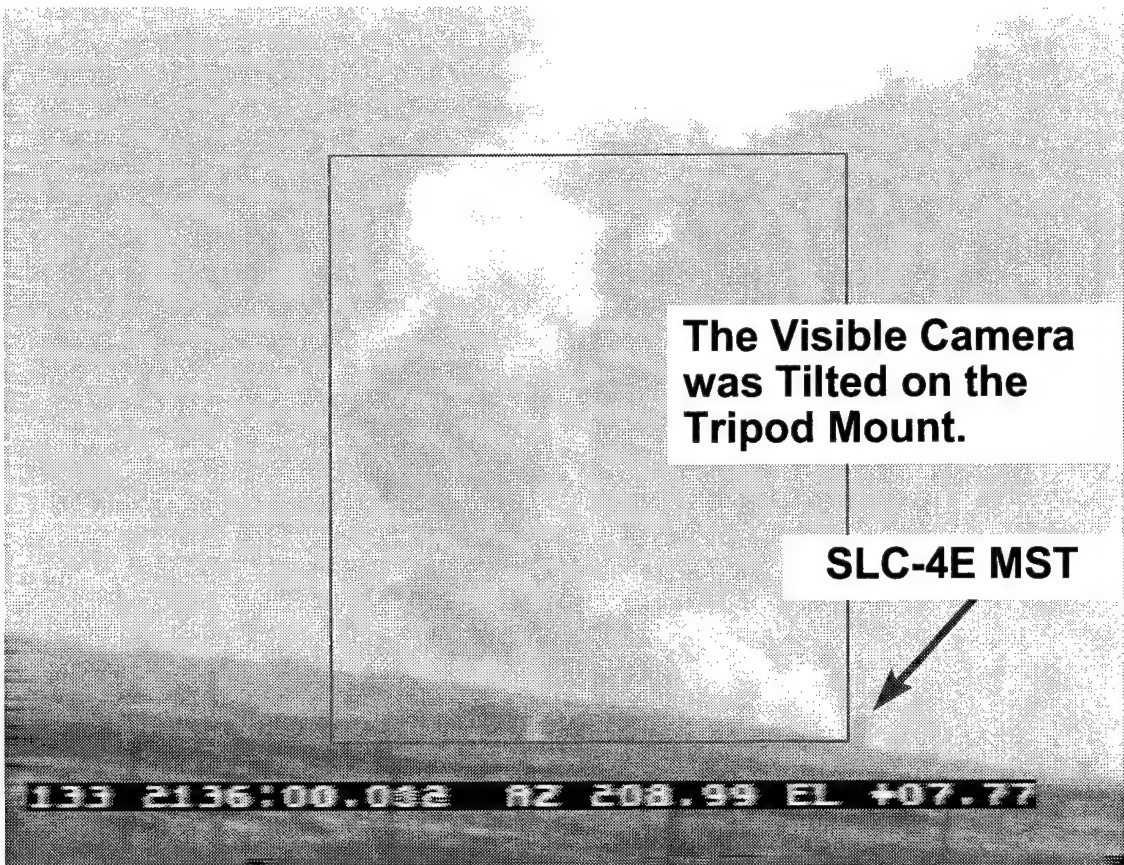 The Visible Camera
was Tilted on the
Tripod Mount.
SLC-4E MST
133 2136:00.012 AZ 208.99 EL +07.77